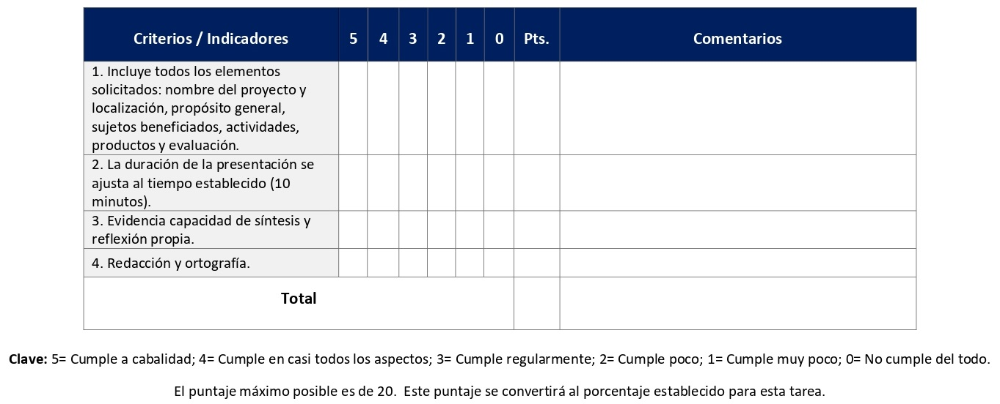 Criterios / Indicadores 5 4 3 2 1 0 Pts. Comentarios
1. Incluye todos los elementos
solicitados: nombre del proyecto y
localización, propósito general,
sujetos beneficiados, actividades,
productos y evaluación.
2. La duración de la presentación se
ajusta al tiempo establecido (10
minutos).
3. Evidencia capacidad de síntesis y
reflexión propia.
4. Redacción y ortografía.
Total
Clave: 5= Cumple a cabalidad; 4= Cumple en casi todos los aspectos; 3= Cumple regularmente; 2= Cumple poco; 1= Cumple muy poco; 0= No cumple del todo.
El puntaje máximo posible es de 20.  Este puntaje se convertirá al porcentaje establecido para esta tarea.